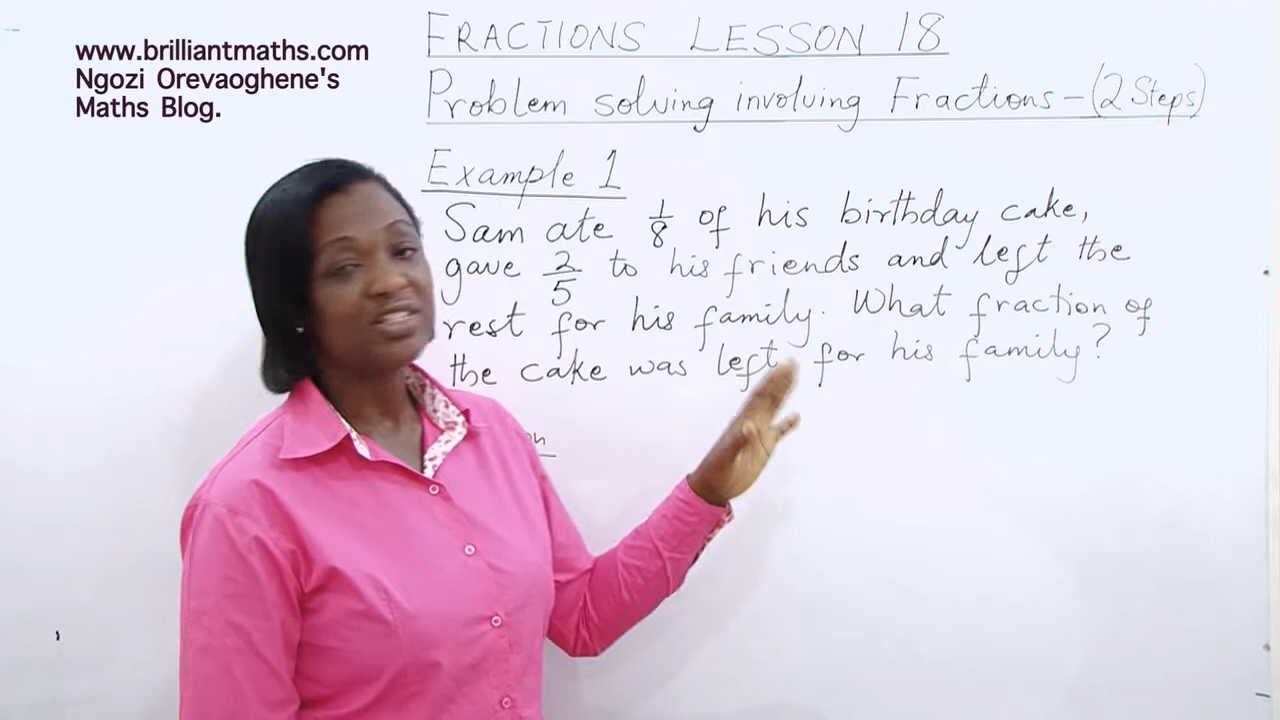 www.brilliantmaths.com
Ngozi Orevaoghene's
Maths Blog.
FRACTIONS LESSON 18
Problem solving involving Fractions - (2 Steps)
Example 1
Sam ate 1/8 of his birthday cake,
gave 2/5 to his friends and left the
rest for his family. What fraction of
the cake was left for his family?